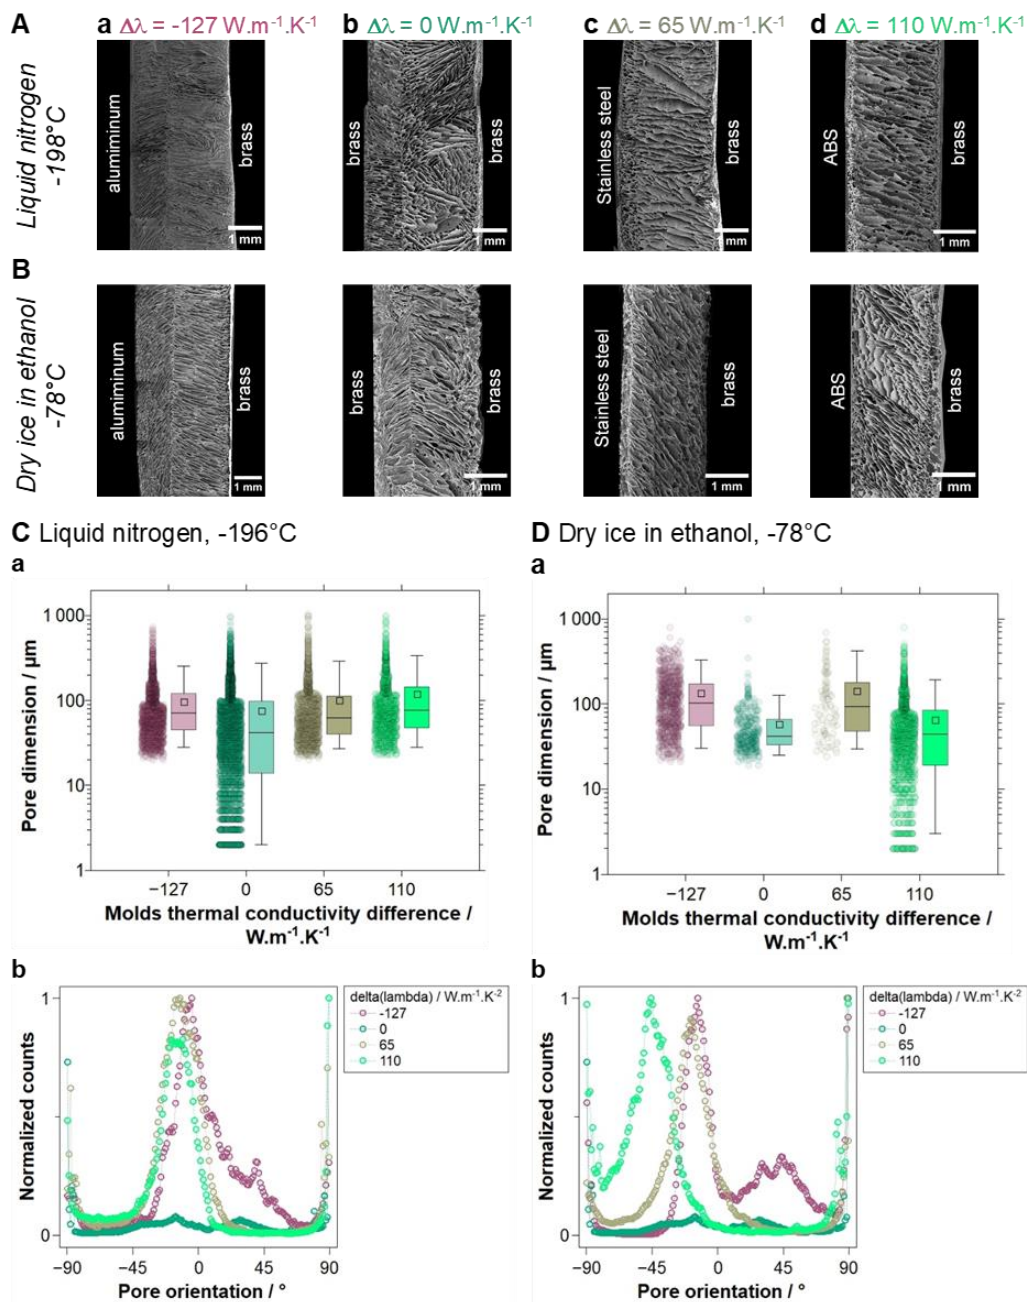 A a Δλ = -127 W.m⁻¹.K⁻¹ b Δλ = 0 W.m⁻¹.K⁻¹ c Δλ = 65 W.m⁻¹.K⁻¹ d Δλ = 110 W.m⁻¹.K⁻¹
Liquid nitrogen
-198°C
alumiminum
brass
1 mm
brass
brass
1 mm
Stainless steel
brass
1 mm
ABS
brass
1 mm
B
Dry ice in ethanol
-78°C
alumiminum
brass
1 mm
brass
brass
1 mm
Stainless steel
brass
1 mm
ABS
brass
1 mm
C Liquid nitrogen, -196°C
a
Pore dimension / µm
1 000
100
10
1
−127 0 65 110
Molds thermal conductivity difference /
W.m⁻¹.K⁻¹
D Dry ice in ethanol, -78°C
a
Pore dimension / µm
1 000
100
10
1
−127 0 65 110
Molds thermal conductivity difference /
W.m⁻¹.K⁻¹
b
Normalized counts
1
0
−90 −45 0 45 90
Pore orientation / °
delta(lambda) / W.m⁻¹.K⁻²
-127
0
65
110
b
Normalized counts
1
0
−90 −45 0 45 90
Pore orientation / °
delta(lambda) / W.m⁻¹.K⁻²
-127
0
65
110